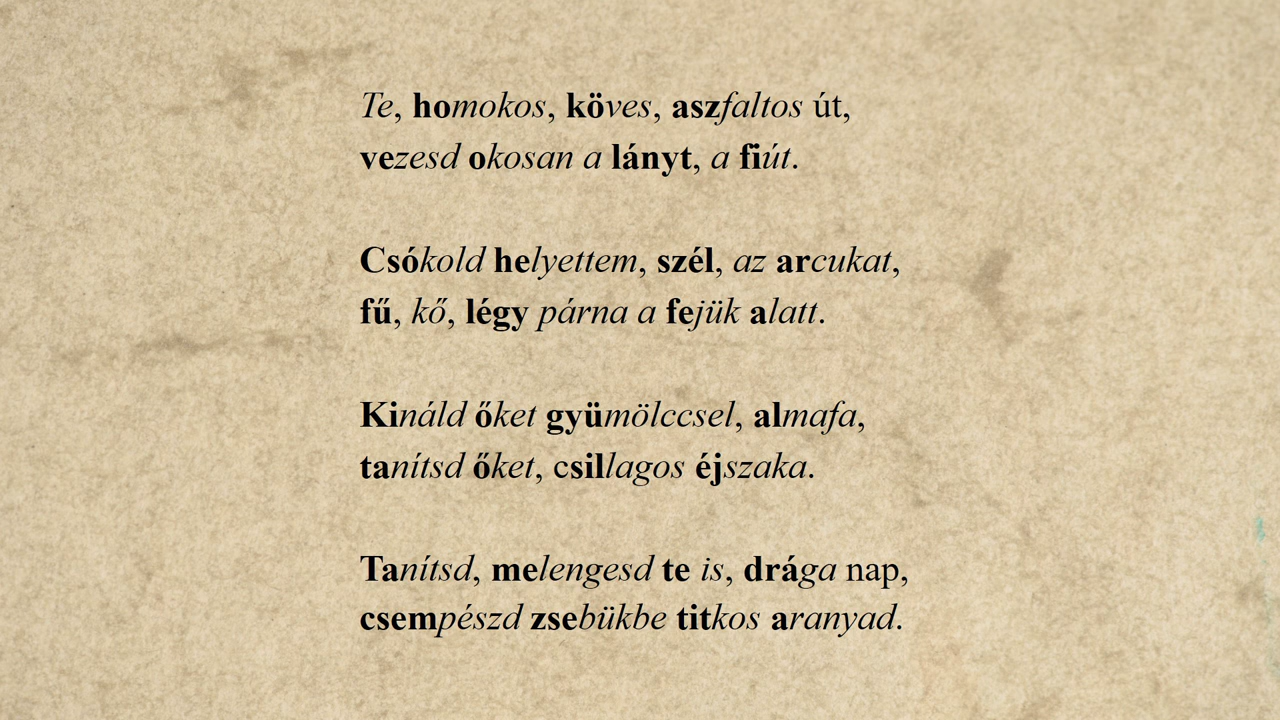 Te, homokos, köves, aszfaltos út,
vezesd okosan a lányt, a fiút.
Csókold helyettem, szél, az arcukat,
fű, kő, légy párna a fejük alatt.
Kináld őket gyümölccsel, almafa,
tanítsd őket, csillagos éjszaka.
Tanítsd, melengesd te is, drága nap,
csempészd zsebükbe titkos aranyad.